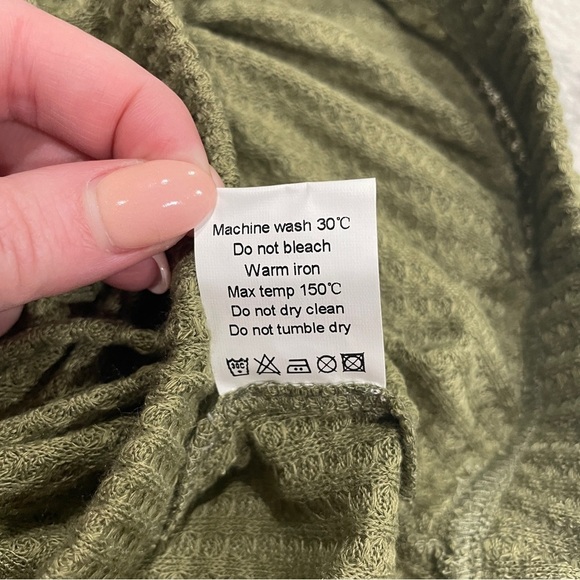 Machine wash 30℃
Do not bleach
Warm iron
Max temp 150℃
Do not dry clean
Do not tumble dry